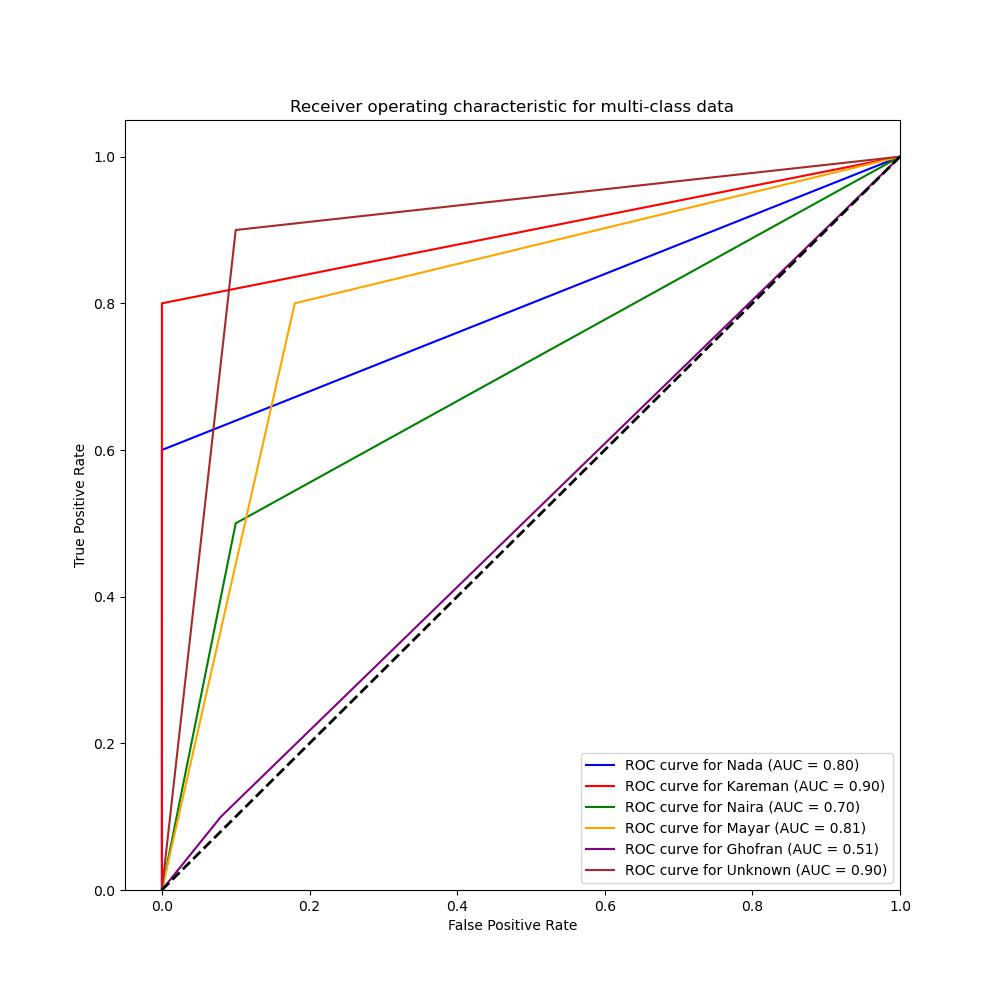 Receiver operating characteristic for multi-class data
True Positive Rate
1.0
0.8
0.6
0.4
0.2
0.0
ROC curve for Nada (AUC = 0.80)
ROC curve for Kareman (AUC = 0.90)
ROC curve for Naira (AUC = 0.70)
ROC curve for Mayar (AUC = 0.81)
ROC curve for Ghofran (AUC = 0.51)
ROC curve for Unknown (AUC = 0.90)
0.0 0.2 0.4 0.6 0.8 1.0
False Positive Rate